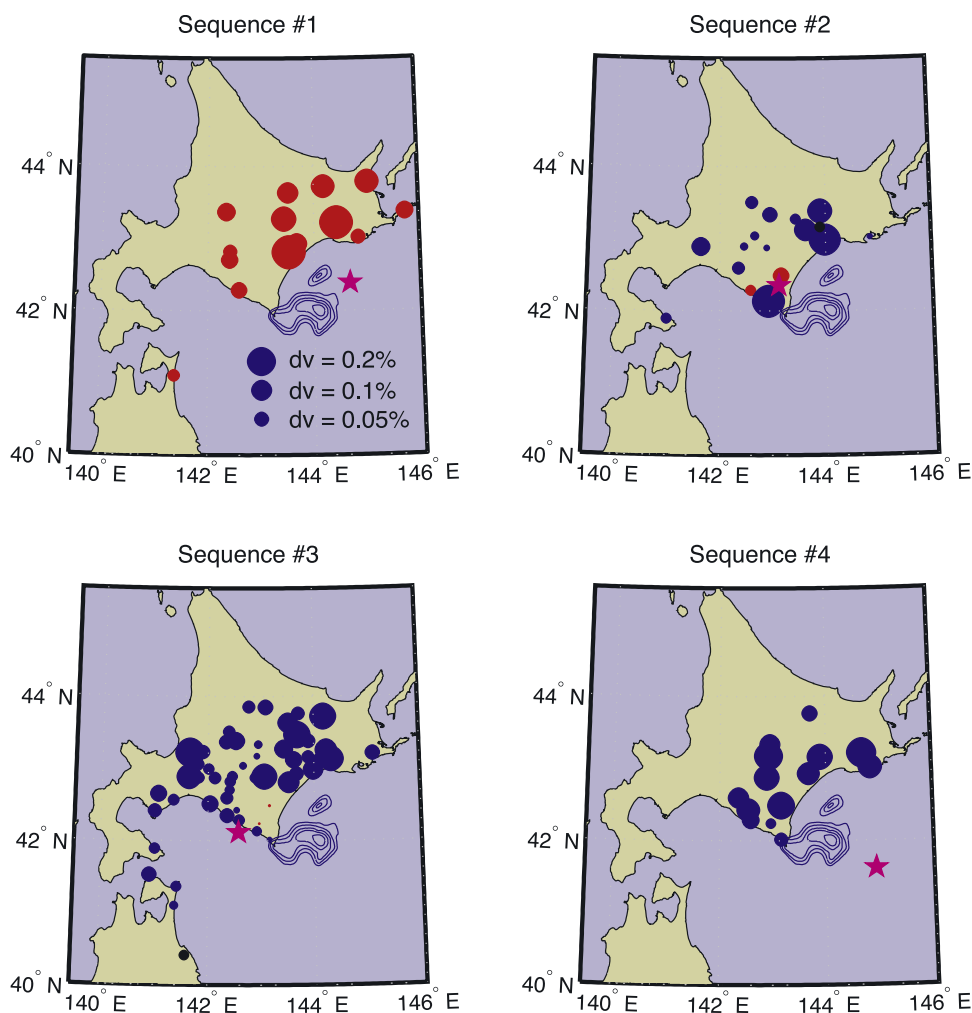 Sequence #1
44° N
42° N
40° N
140° E
142° E
144° E
146° E
dv = 0.2%
dv = 0.1%
dv = 0.05%
Sequence #2
44° N
42° N
40° N
140° E
142° E
144° E
146° E
Sequence #3
44° N
42° N
40° N
140° E
142° E
144° E
146° E
Sequence #4
44° N
42° N
40° N
140° E
142° E
144° E
146° E